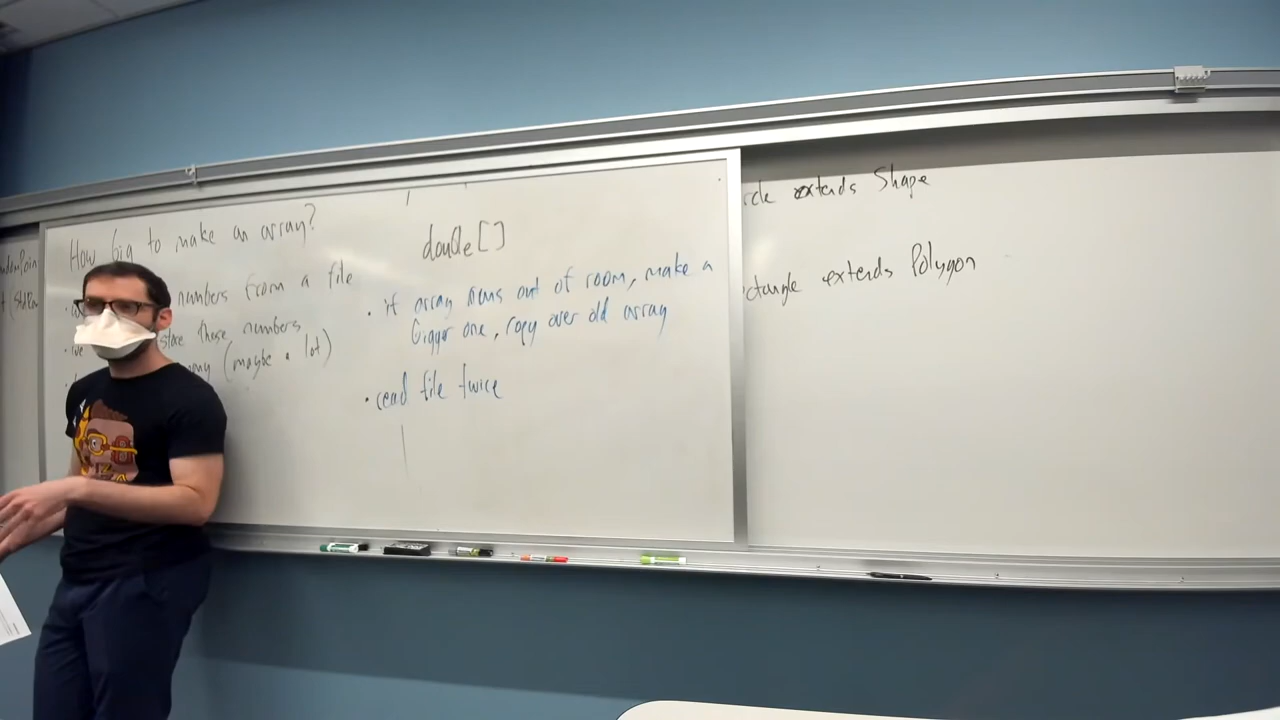 How big to make an array?
numbers from a file
store these numbers
(maybe a lot)
double[]
• if array runs out of room, make a
bigger one, copy over old array
• read file twice
extends Shape
extends Polygon